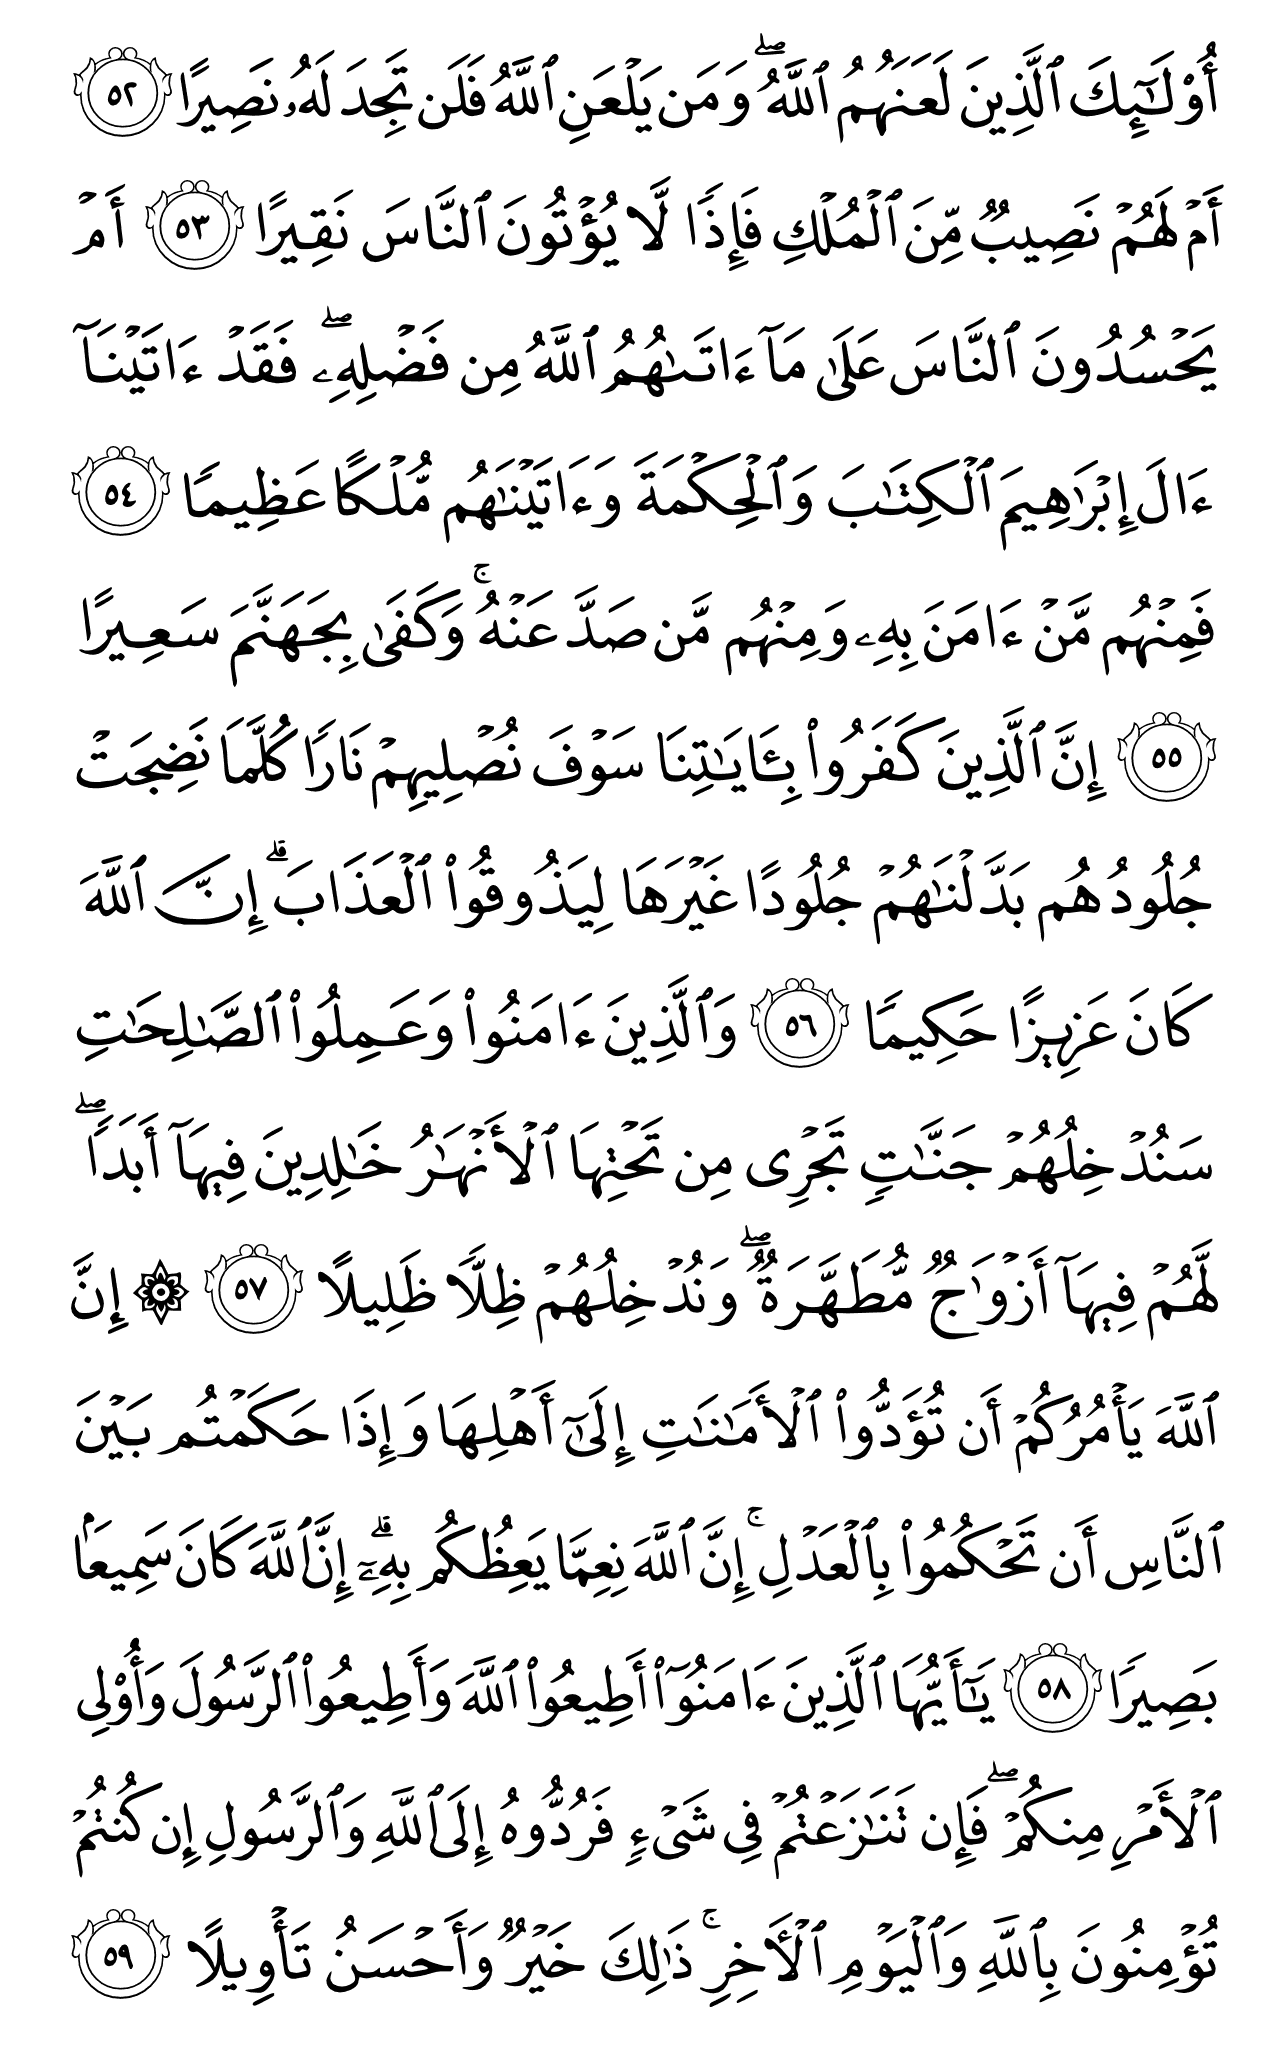 أُو۟لَـٰٓئِكَ ٱلَّذِينَ لَعَنَهُمُ ٱللَّهُ ۖ وَمَن يَلْعَنِ ٱللَّهُ فَلَن تَجِدَ لَهُۥ نَصِيرًا ٥٢
أَمْ لَهُمْ نَصِيبٌ مِّنَ ٱلْمُلْكِ فَإِذًا لَّا يُؤْتُونَ ٱلنَّاسَ نَقِيرًا ٥٣ أَمْ
يَحْسُدُونَ ٱلنَّاسَ عَلَىٰ مَآ ءَاتَىٰهُمُ ٱللَّهُ مِن فَضْلِهِۦ ۖ فَقَدْ ءَاتَيْنَآ
ءَالَ إِبْرَٰهِيمَ ٱلْكِتَـٰبَ وَٱلْحِكْمَةَ وَءَاتَيْنَـٰهُم مُّلْكًا عَظِيمًا ٥٤
فَمِنْهُم مَّنْ ءَامَنَ بِهِۦ وَمِنْهُم مَّن صَدَّ عَنْهُ ۚ وَكَفَىٰ بِجَهَنَّمَ سَعِيرًا
٥٥ إِنَّ ٱلَّذِينَ كَفَرُوا۟ بِـَٔايَـٰتِنَا سَوْفَ نُصْلِيهِمْ نَارًا كُلَّمَا نَضِجَتْ
جُلُودُهُم بَدَّلْنَـٰهُمْ جُلُودًا غَيْرَهَا لِيَذُوقُوا۟ ٱلْعَذَابَ ۗ إِنَّ ٱللَّهَ
كَانَ عَزِيزًا حَكِيمًا ٥٦ وَٱلَّذِينَ ءَامَنُوا۟ وَعَمِلُوا۟ ٱلصَّـٰلِحَـٰتِ
سَنُدْخِلُهُمْ جَنَّـٰتٍ تَجْرِى مِن تَحْتِهَا ٱلْأَنْهَـٰرُ خَـٰلِدِينَ فِيهَآ أَبَدًا ۖ
لَّهُمْ فِيهَآ أَزْوَٰجٌ مُّطَهَّرَةٌ ۖ وَنُدْخِلُهُمْ ظِلًّا ظَلِيلًا ٥٧ ۞ إِنَّ
ٱللَّهَ يَأْمُرُكُمْ أَن تُؤَدُّوا۟ ٱلْأَمَـٰنَـٰتِ إِلَىٰٓ أَهْلِهَا وَإِذَا حَكَمْتُم بَيْنَ
ٱلنَّاسِ أَن تَحْكُمُوا۟ بِٱلْعَدْلِ ۚ إِنَّ ٱللَّهَ نِعِمَّا يَعِظُكُم بِهِۦٓ ۗ إِنَّ ٱللَّهَ كَانَ سَمِيعًۢا
بَصِيرًا ٥٨ يَـٰٓأَيُّهَا ٱلَّذِينَ ءَامَنُوٓا۟ أَطِيعُوا۟ ٱللَّهَ وَأَطِيعُوا۟ ٱلرَّسُولَ وَأُو۟لِى
ٱلْأَمْرِ مِنكُمْ ۖ فَإِن تَنَـٰزَعْتُمْ فِى شَىْءٍ فَرُدُّوهُ إِلَى ٱللَّهِ وَٱلرَّسُولِ إِن كُنتُمْ
تُؤْمِنُونَ بِٱللَّهِ وَٱلْيَوْمِ ٱلْـَٔاخِرِ ۚ ذَٰلِكَ خَيْرٌ وَأَحْسَنُ تَأْوِيلًا ٥٩